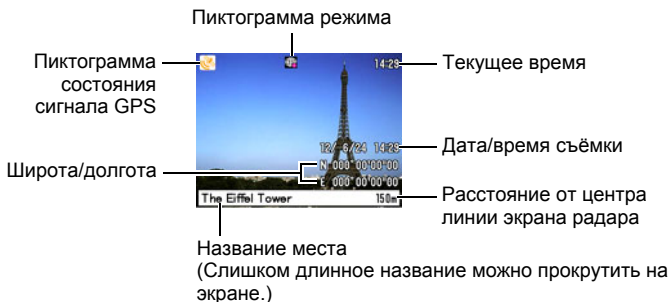 Пиктограмма режима
Пиктограмма
состояния
сигнала GPS
14:29
Текущее время
12/ 6/24 14:29
Дата/время съёмки
Широта/долгота
N 000°00'00"00
E 000°00'00"00
The Eiffel Tower
150m
Расстояние от центра
линии экрана радара
Название места
(Слишком длинное название можно прокрутить на
экране.)